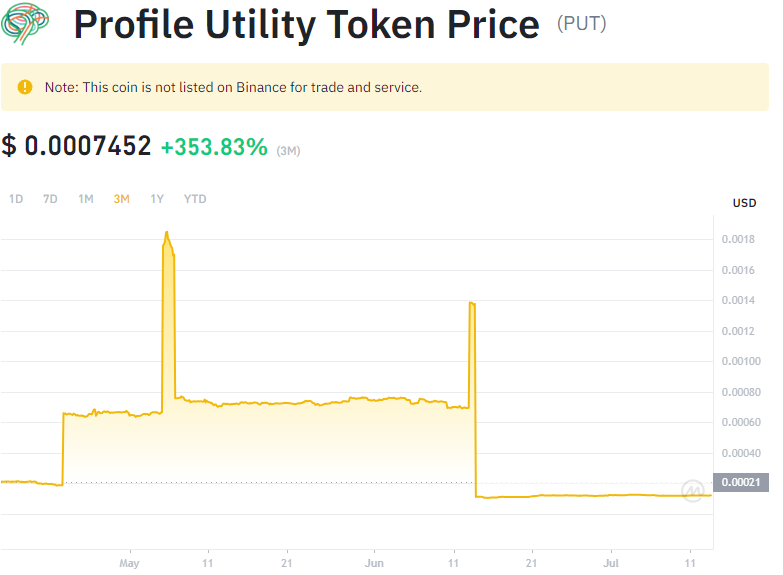 Profile Utility Token Price (PUT)
Note: This coin is not listed on Binance for trade and service.
$ 0.0007452 +353.83% (3M)
1D 7D 1M 3M 1Y YTD
USD
0.0018
0.0016
0.0014
0.0012
0.00100
0.00080
0.00060
0.00040
0.00021
May 11 21 Jun 11 21 Jul 11